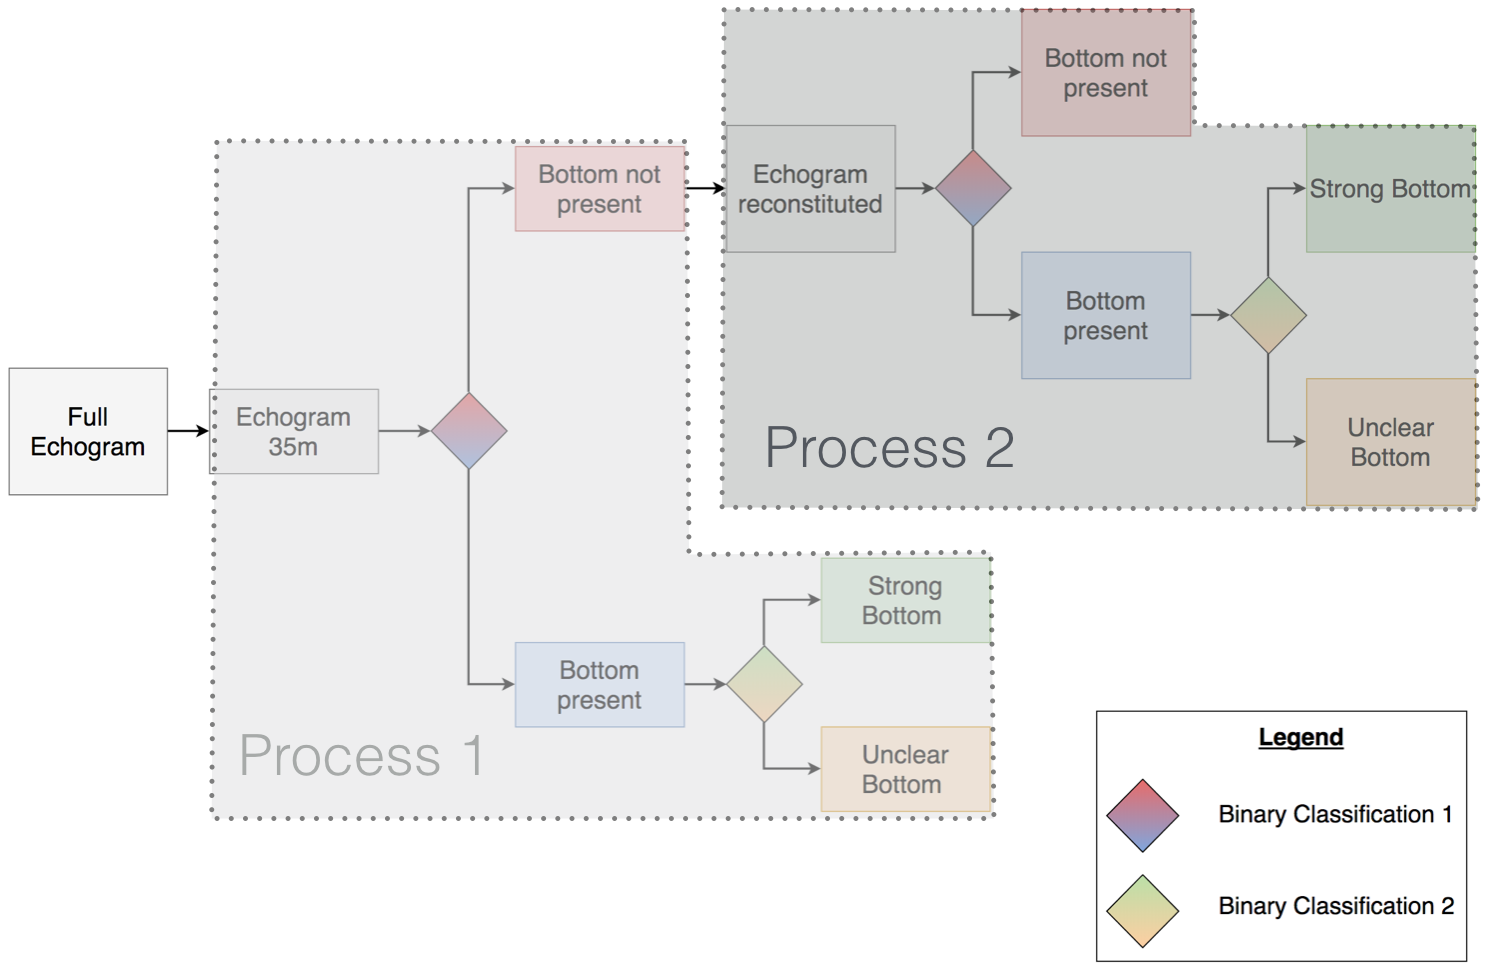 Full
Echogram
Echogram
35m
Bottom not
present
Bottom
present
Strong
Bottom
Unclear
Bottom
Process 1
Echogram
reconstituted
Bottom not
present
Bottom
present
Strong Bottom
Unclear
Bottom
Process 2
Legend
Binary Classification 1
Binary Classification 2